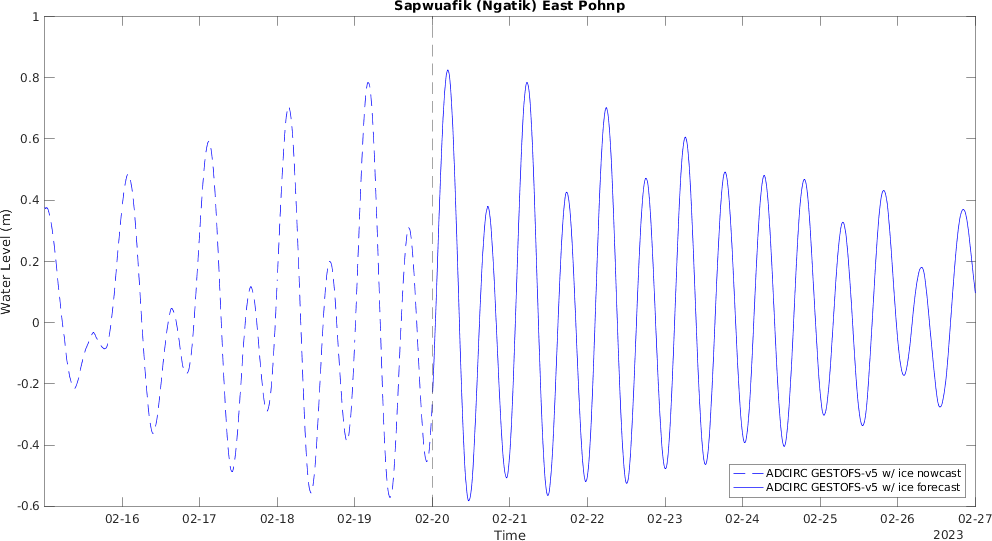 Sapwuafik (Ngatik) East Pohnp
Water Level (m)
1
0.8
0.6
0.4
0.2
0
-0.2
-0.4
-0.6
ADCIRC GESTOFS-v5 w/ ice nowcast
ADCIRC GESTOFS-v5 w/ ice forecast
02-16 02-17 02-18 02-19 02-20 02-21 02-22 02-23 02-24 02-25 02-26 02-27
Time
2023